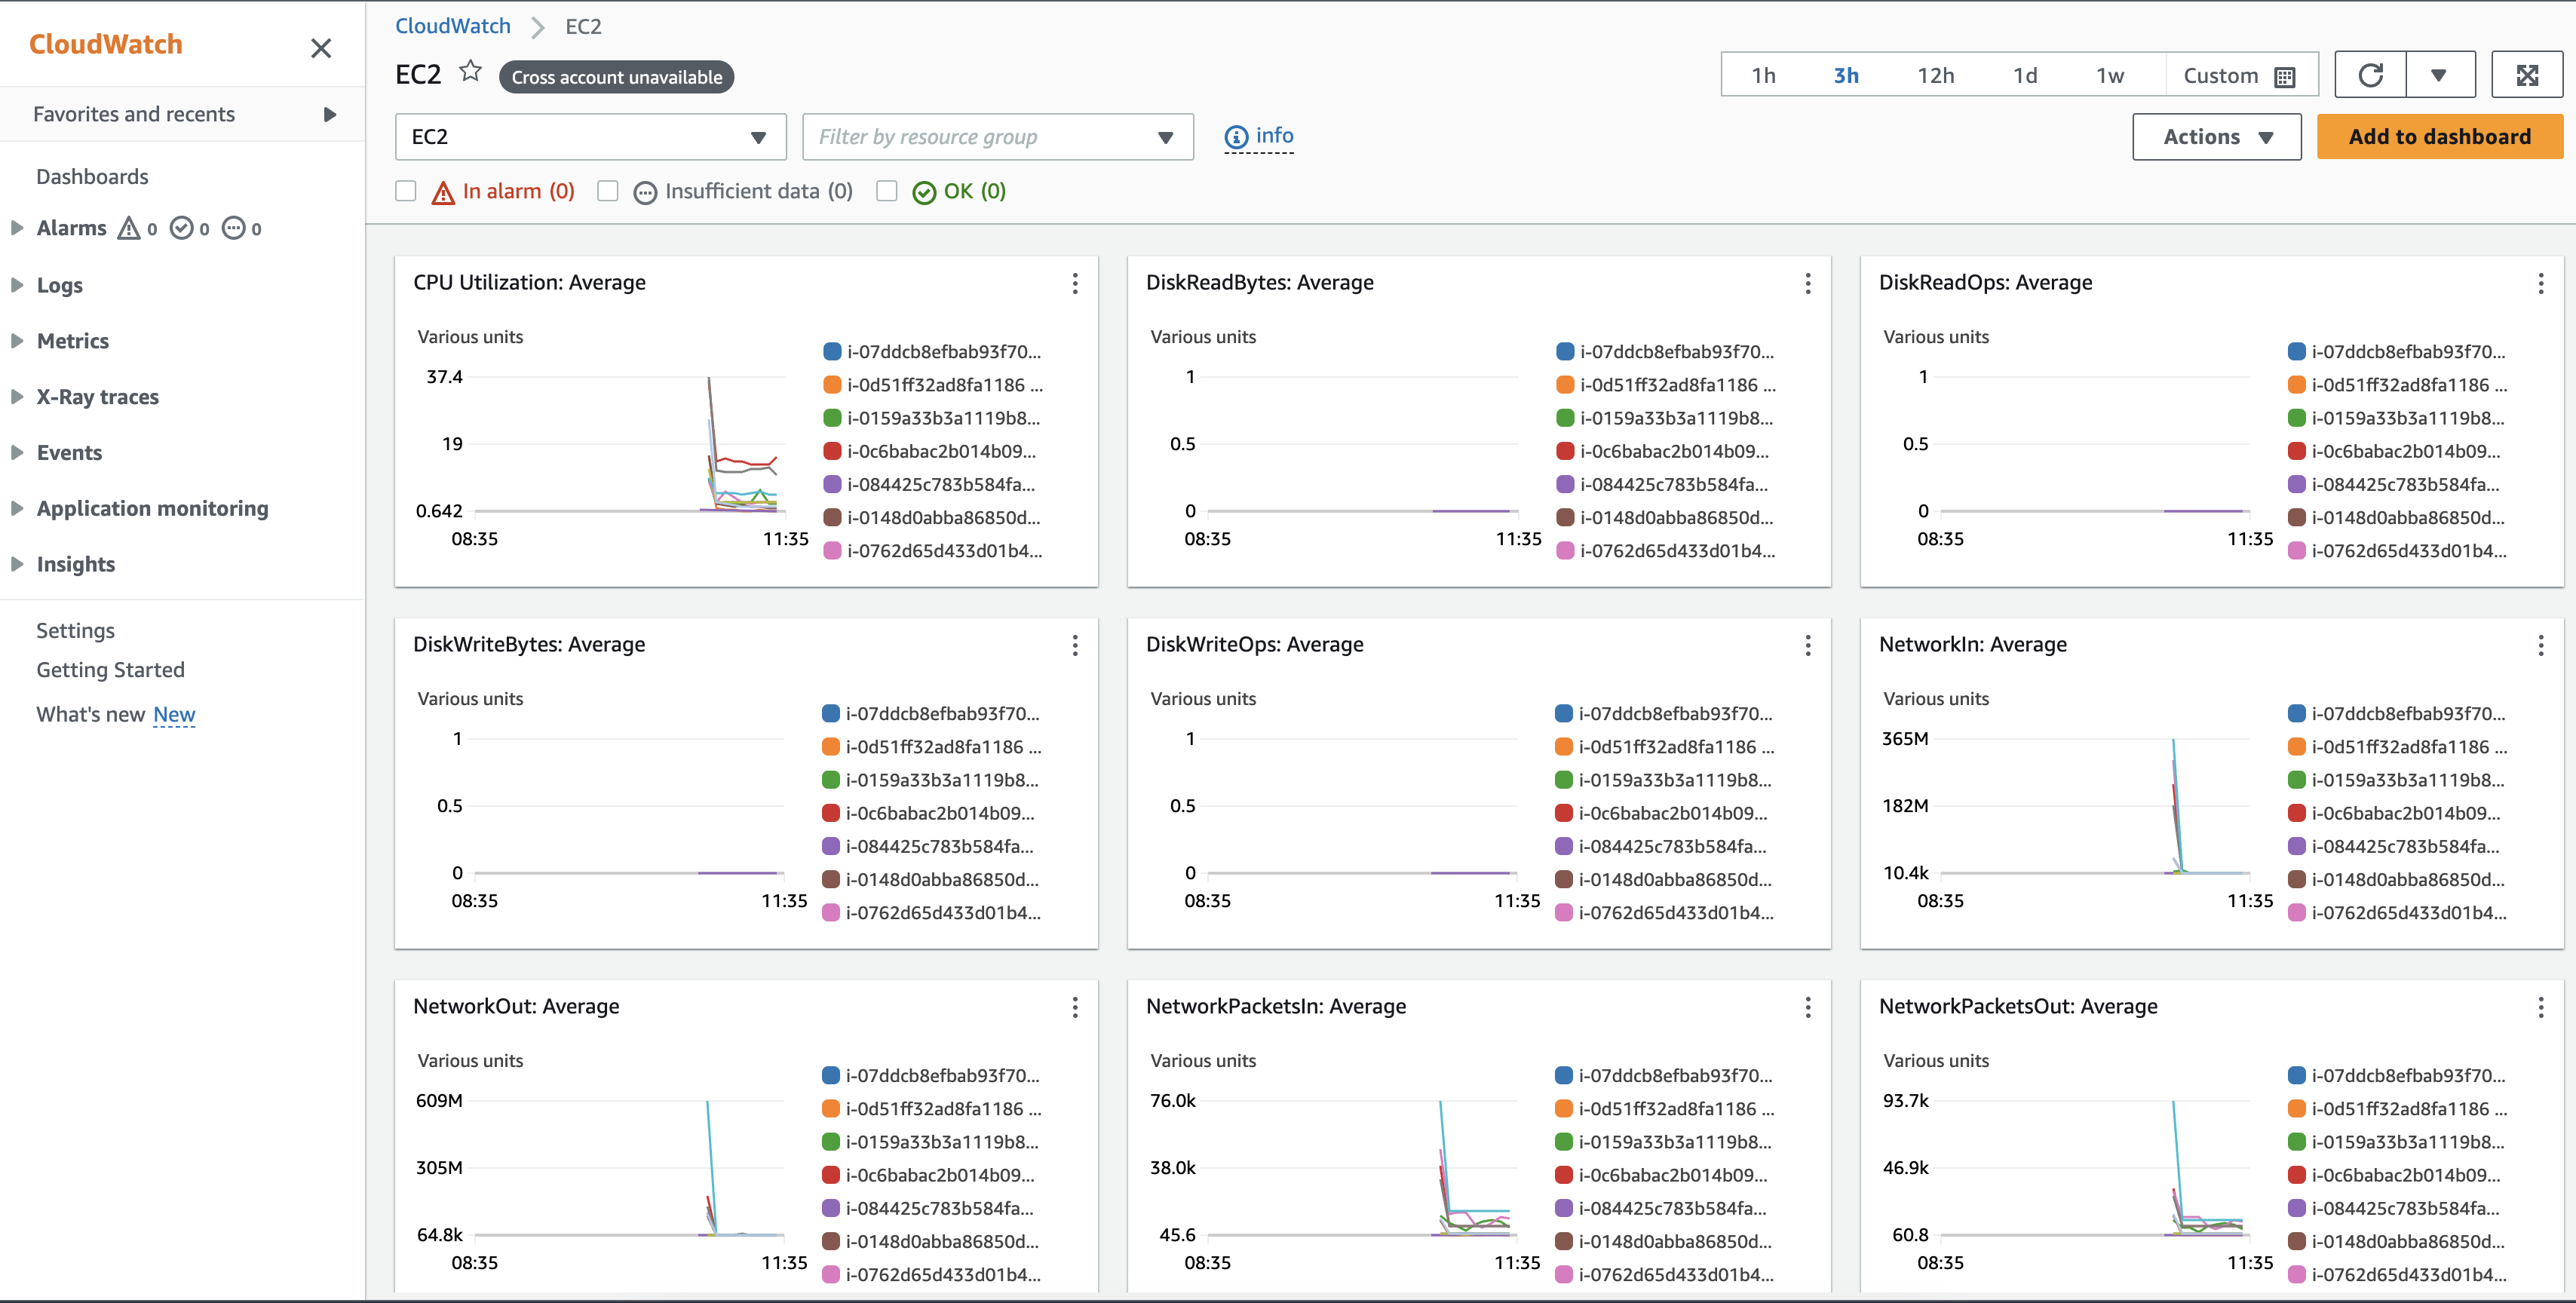 CloudWatch
Favorites and recents
Dashboards
Alarms 0 0 0
Logs
Metrics
X-Ray traces
Events
Application monitoring
Insights
Settings
Getting Started
What's new New
CloudWatch EC2
EC2 Cross account unavailable
1h 3h 12h 1d 1w Custom
EC2 Filter by resource group info
Actions Add to dashboard
In alarm (0) Insufficient data (0) OK (0)
CPU Utilization: Average
Various units
37.4
19
0.642
08:35 11:35
i-07ddcb8efbab93f70...
i-0d51ff32ad8fa1186 ...
i-0159a33b3a1119b8...
i-0c6babac2b014b09...
i-084425c783b584fa...
i-0148d0abba86850d...
i-0762d65d433d01b4...
DiskReadBytes: Average
Various units
1
0.5
0
08:35 11:35
i-07ddcb8efbab93f70...
i-0d51ff32ad8fa1186 ...
i-0159a33b3a1119b8...
i-0c6babac2b014b09...
i-084425c783b584fa...
i-0148d0abba86850d...
i-0762d65d433d01b4...
DiskReadOps: Average
Various units
1
0.5
0
08:35 11:35
i-07ddcb8efbab93f70...
i-0d51ff32ad8fa1186 ...
i-0159a33b3a1119b8...
i-0c6babac2b014b09...
i-084425c783b584fa...
i-0148d0abba86850d...
i-0762d65d433d01b4...
DiskWriteBytes: Average
Various units
1
0.5
0
08:35 11:35
i-07ddcb8efbab93f70...
i-0d51ff32ad8fa1186 ...
i-0159a33b3a1119b8...
i-0c6babac2b014b09...
i-084425c783b584fa...
i-0148d0abba86850d...
i-0762d65d433d01b4...
DiskWriteOps: Average
Various units
1
0.5
0
08:35 11:35
i-07ddcb8efbab93f70...
i-0d51ff32ad8fa1186 ...
i-0159a33b3a1119b8...
i-0c6babac2b014b09...
i-084425c783b584fa...
i-0148d0abba86850d...
i-0762d65d433d01b4...
NetworkIn: Average
Various units
365M
182M
10.4k
08:35 11:35
i-07ddcb8efbab93f70...
i-0d51ff32ad8fa1186 ...
i-0159a33b3a1119b8...
i-0c6babac2b014b09...
i-084425c783b584fa...
i-0148d0abba86850d...
i-0762d65d433d01b4...
NetworkOut: Average
Various units
609M
305M
64.8k
08:35 11:35
i-07ddcb8efbab93f70...
i-0d51ff32ad8fa1186 ...
i-0159a33b3a1119b8...
i-0c6babac2b014b09...
i-084425c783b584fa...
i-0148d0abba86850d...
i-0762d65d433d01b4...
NetworkPacketsIn: Average
Various units
76.0k
38.0k
45.6
08:35 11:35
i-07ddcb8efbab93f70...
i-0d51ff32ad8fa1186 ...
i-0159a33b3a1119b8...
i-0c6babac2b014b09...
i-084425c783b584fa...
i-0148d0abba86850d...
i-0762d65d433d01b4...
NetworkPacketsOut: Average
Various units
93.7k
46.9k
60.8
08:35 11:35
i-07ddcb8efbab93f70...
i-0d51ff32ad8fa1186 ...
i-0159a33b3a1119b8...
i-0c6babac2b014b09...
i-084425c783b584fa...
i-0148d0abba86850d...
i-0762d65d433d01b4...